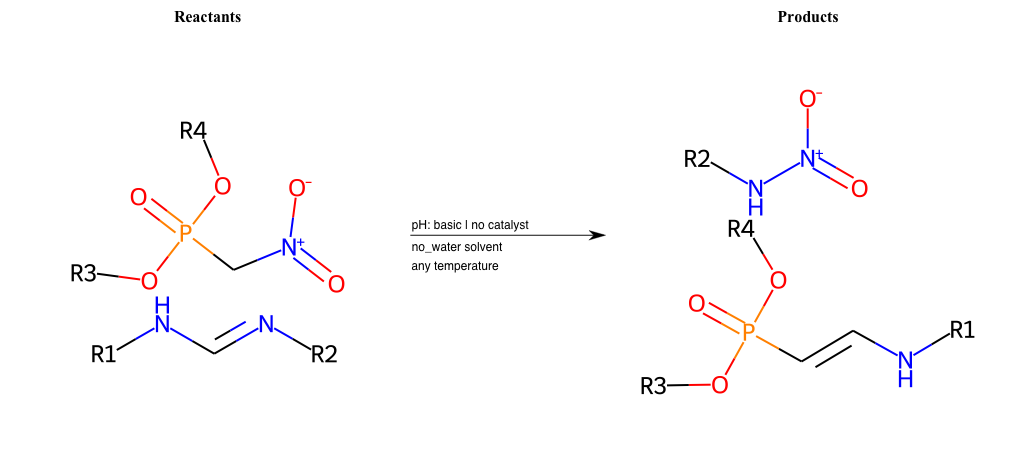 Reactants
Products
R4
O
O
O⁻
P
N⁺
R3
O
O
H
N
N
R1
R2
pH: basic | no catalyst
no_water solvent
any temperature
O⁻
R2
N⁺
N
H
O
R4
O
O
P
R1
N
H
R3
O